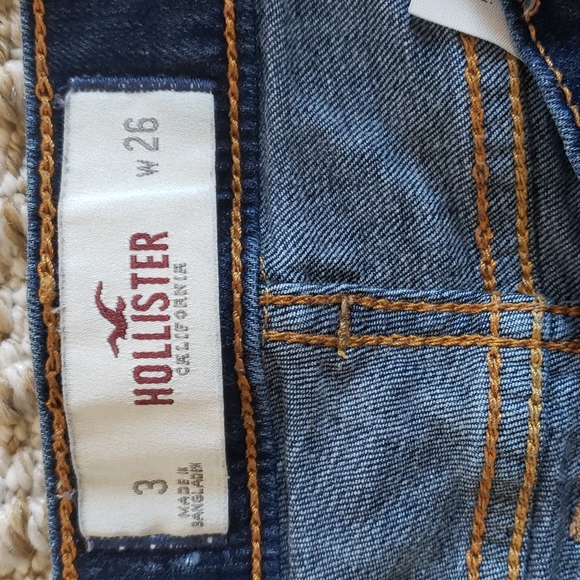 3
MADE IN
BANGLADESH
HOLLISTER
CALIFORNIA
W 26